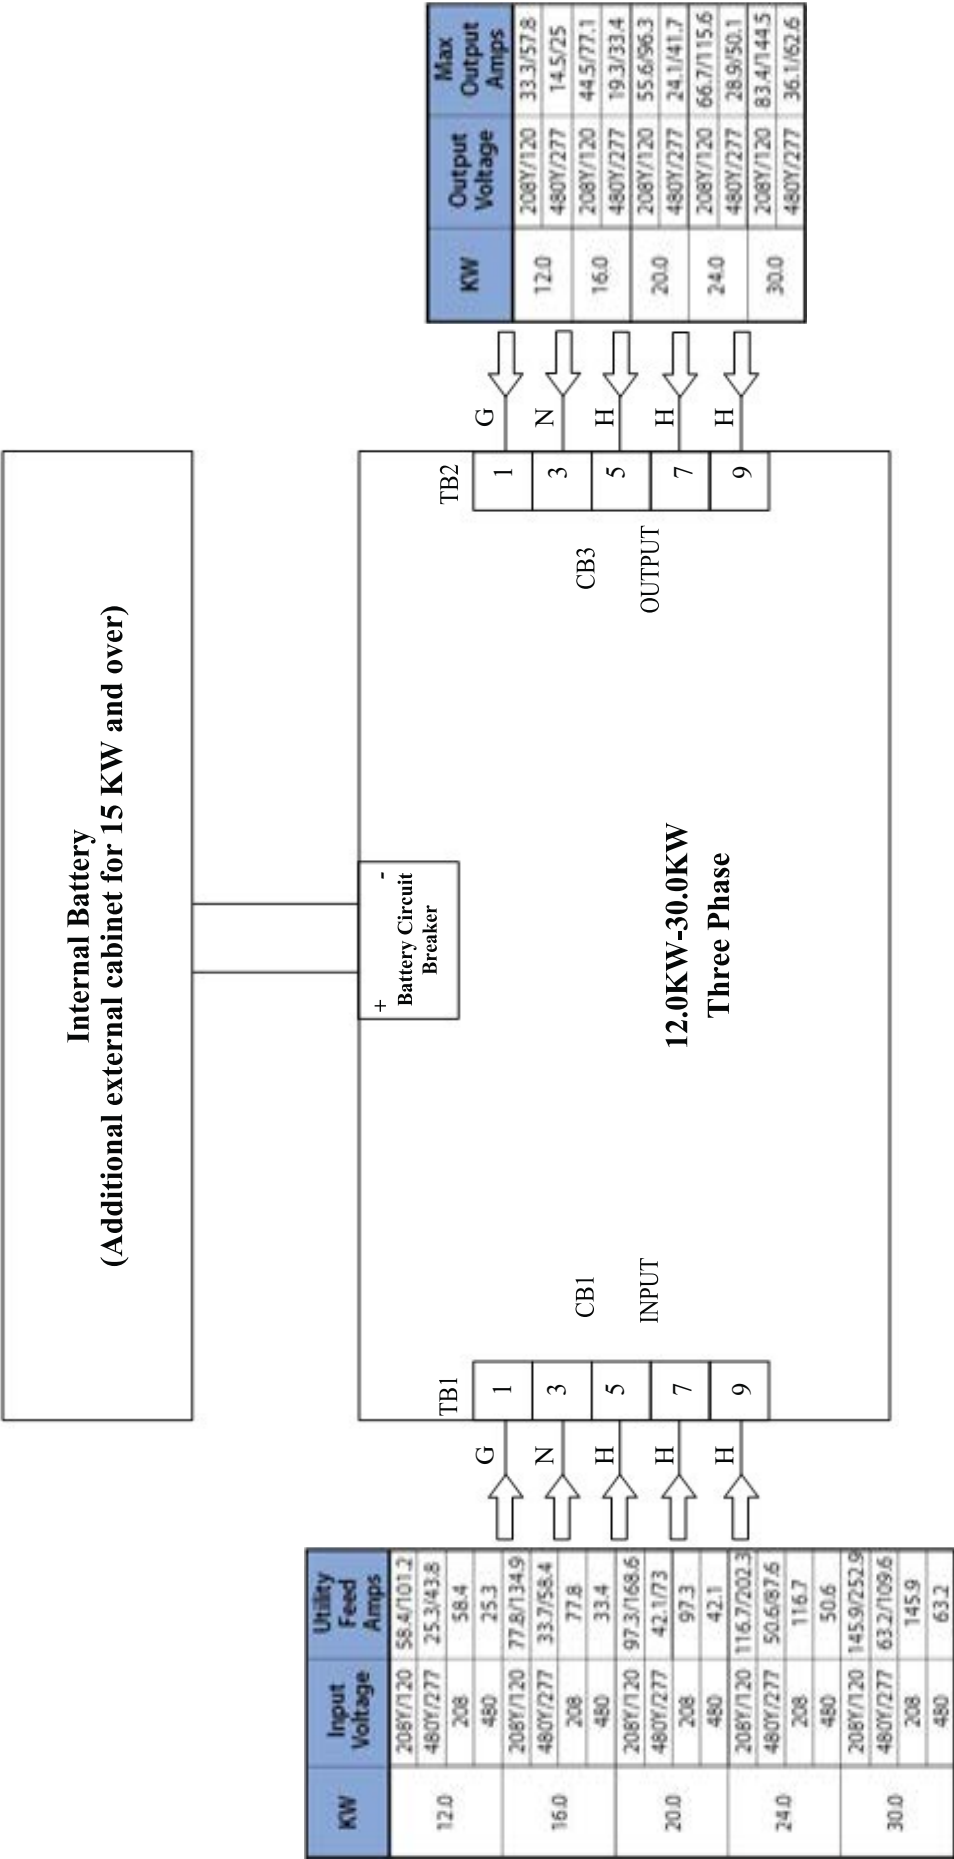 Internal Battery
(Additional external cabinet for 15 KW and over)
+ -
Battery Circuit
Breaker
12.0KW-30.0KW
Three Phase
TB1
1
3
5
7
9
G
N
H
H
H
CB1
INPUT
TB2
1
3
5
7
9
G
N
H
H
H
CB3
OUTPUT
KW Input Voltage Utility Feed Amps
12.0 208Y/120 58.4/101.2
480Y/277 25.3/43.8
208 58.4
480 25.3
16.0 208Y/120 77.8/134.9
480Y/277 33.7/58.4
208 77.8
480 33.4
20.0 208Y/120 97.3/168.6
480Y/277 42.1/73
208 97.3
480 42.1
24.0 208Y/120 116.7/202.3
480Y/277 50.6/87.6
208 116.7
480 50.6
30.0 208Y/120 145.9/252.9
480Y/277 63.2/109.6
208 145.9
480 63.2
KW Output Voltage Max Output Amps
12.0 208Y/120 33.3/57.8
480Y/277 14.5/25
16.0 208Y/120 44.5/77.1
480Y/277 19.3/33.4
20.0 208Y/120 55.6/96.3
480Y/277 24.1/41.7
24.0 208Y/120 66.7/115.6
480Y/277 28.9/50.1
30.0 208Y/120 83.4/144.5
480Y/277 36.1/62.6